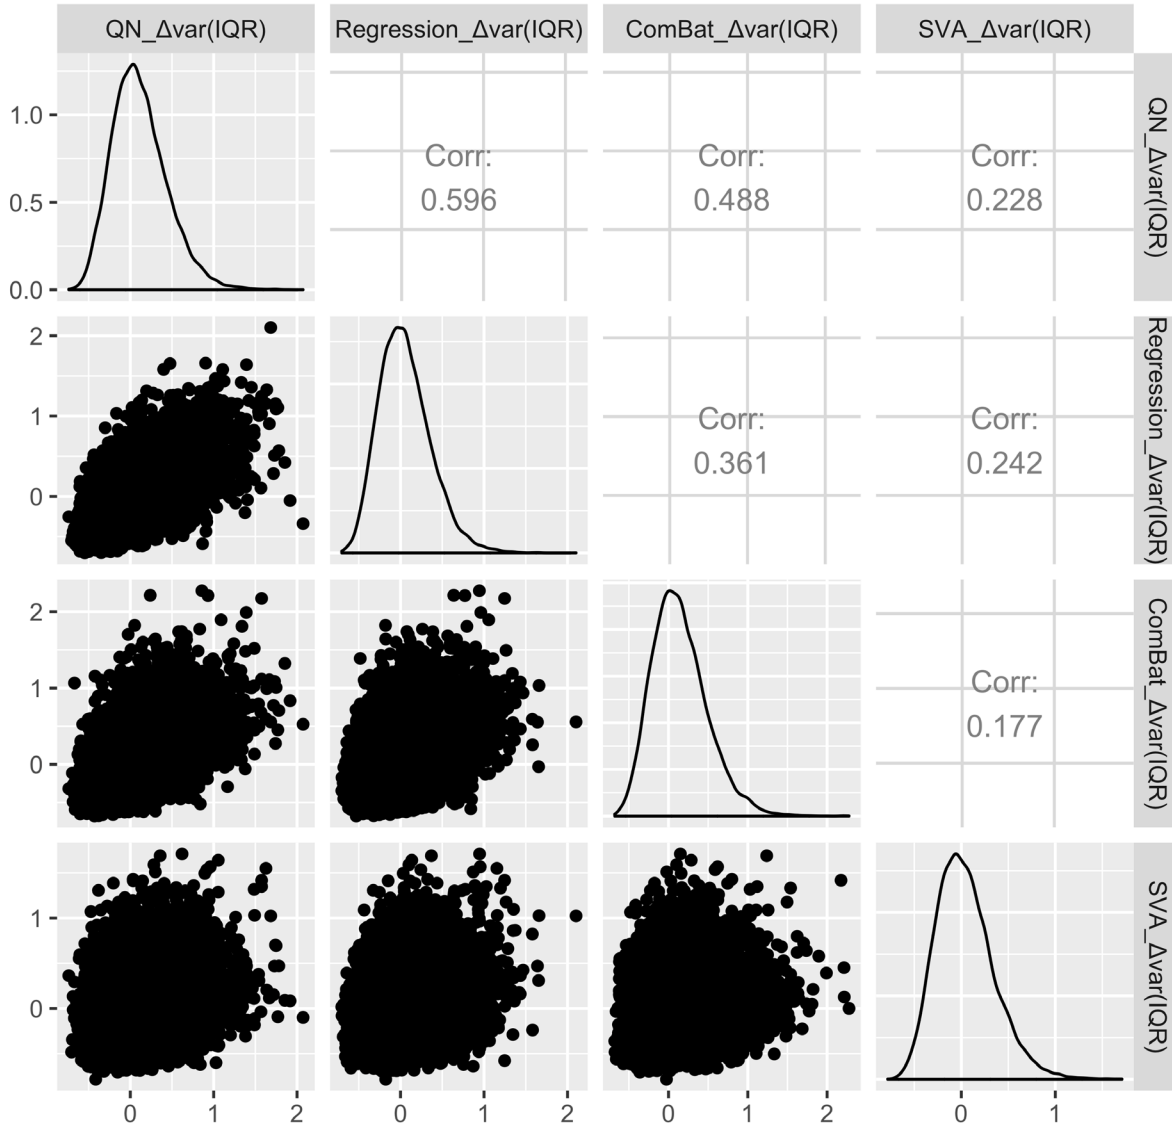 QN_Δvar(IQR) Regression_Δvar(IQR) ComBat_Δvar(IQR) SVA_Δvar(IQR)
1.0
0.5
0.0
Corr:
0.596
Corr:
0.488
Corr:
0.228
QN_Δvar(IQR)
2
1
0
Corr:
0.361
Corr:
0.242
Regression_Δvar(IQR)
2
1
0
Corr:
0.177
ComBat_Δvar(IQR)
1
0
SVA_Δvar(IQR)
0 1 2 0 1 2 0 1 2 0 1